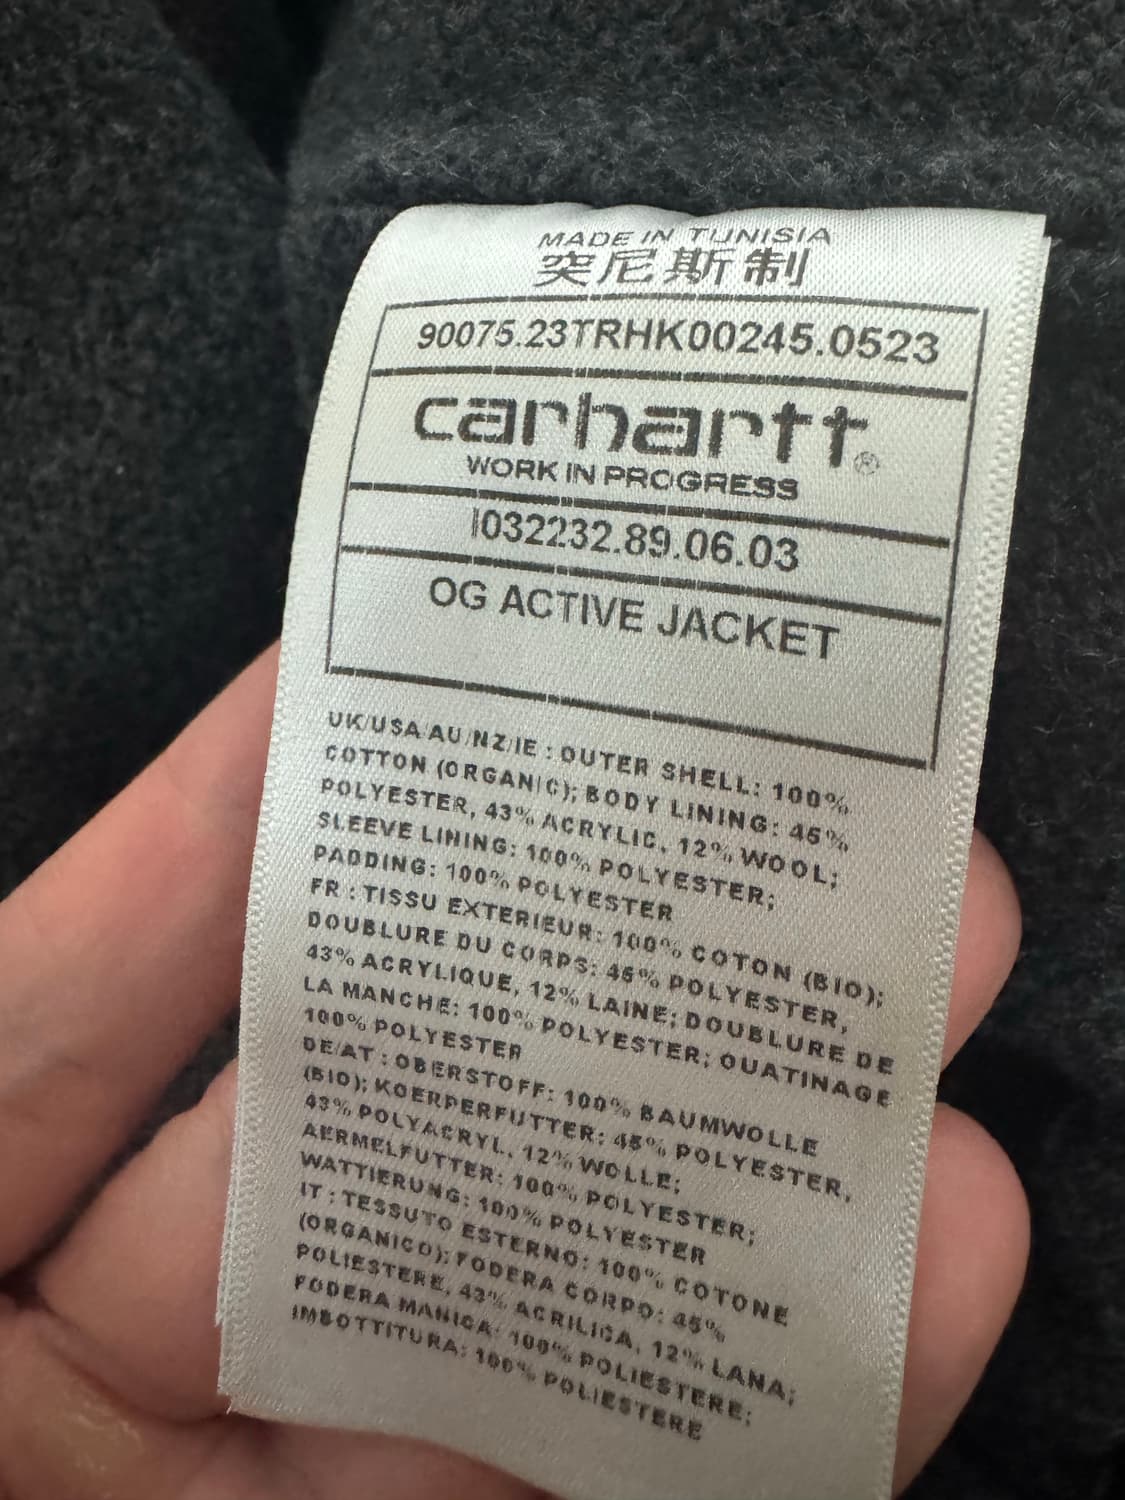 MADE IN TUNISIA
突尼斯制
90075.23TRHK00245.0523
carhartt®
WORK IN PROGRESS
I032232.89.06.03
OG ACTIVE JACKET
UK/USA/AU/NZ/IE : OUTER SHELL: 100%
COTTON (ORGANIC); BODY LINING: 45%
POLYESTER, 43% ACRYLIC, 12% WOOL;
SLEEVE LINING: 100% POLYESTER;
PADDING: 100% POLYESTER
FR : TISSU EXTERIEUR: 100% COTON (BIO);
DOUBLURE DU CORPS: 45% POLYESTER,
43% ACRYLIQUE, 12% LAINE; DOUBLURE DE
LA MANCHE: 100% POLYESTER; OUATINAGE
100% POLYESTER
DE/AT : OBERSTOFF: 100% BAUMWOLLE
(BIO); KOERPERFUTTER: 45% POLYESTER,
43% POLYACRYL, 12% WOLLE;
AERMELFUTTER: 100% POLYESTER;
WATTIERUNG: 100% POLYESTER
IT : TESSUTO ESTERNO: 100% COTONE
(ORGANICO); FODERA CORPO: 45%
POLIESTERE, 43% ACRILICA, 12% LANA;
FODERA MANICA: 100% POLIESTERE;
IMBOTTITURA: 100% POLIESTERE